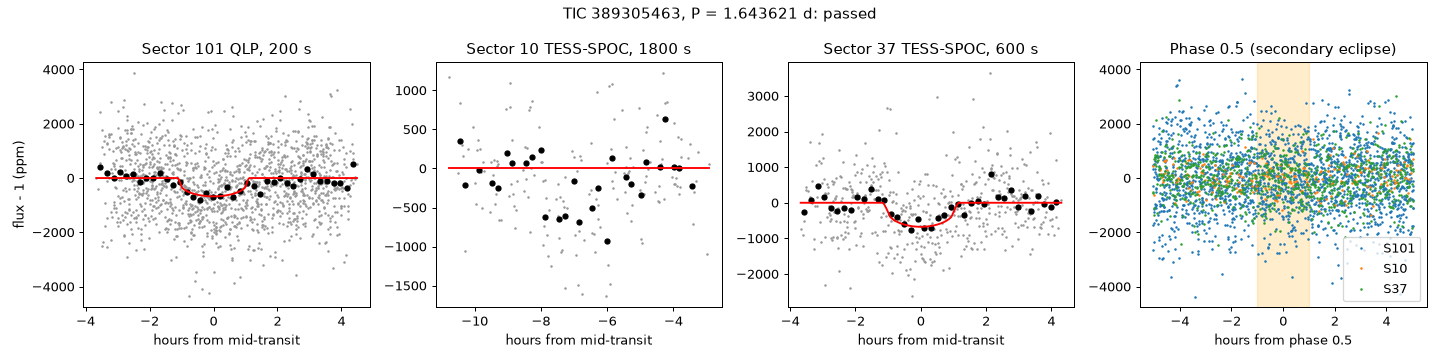 TIC 389305463, P = 1.643621 d: passed
Sector 101 QLP, 200 s
Sector 10 TESS-SPOC, 1800 s
Sector 37 TESS-SPOC, 600 s
Phase 0.5 (secondary eclipse)
flux - 1 (ppm)
4000
2000
0
−2000
−4000
−4 −2 0 2 4
hours from mid-transit
1000
500
0
−500
−1000
−1500
−10 −8 −6 −4
hours from mid-transit
3000
2000
1000
0
−1000
−2000
−4 −2 0 2 4
hours from mid-transit
4000
2000
0
−2000
−4000
S101
S10
S37
−4 −2 0 2 4
hours from phase 0.5